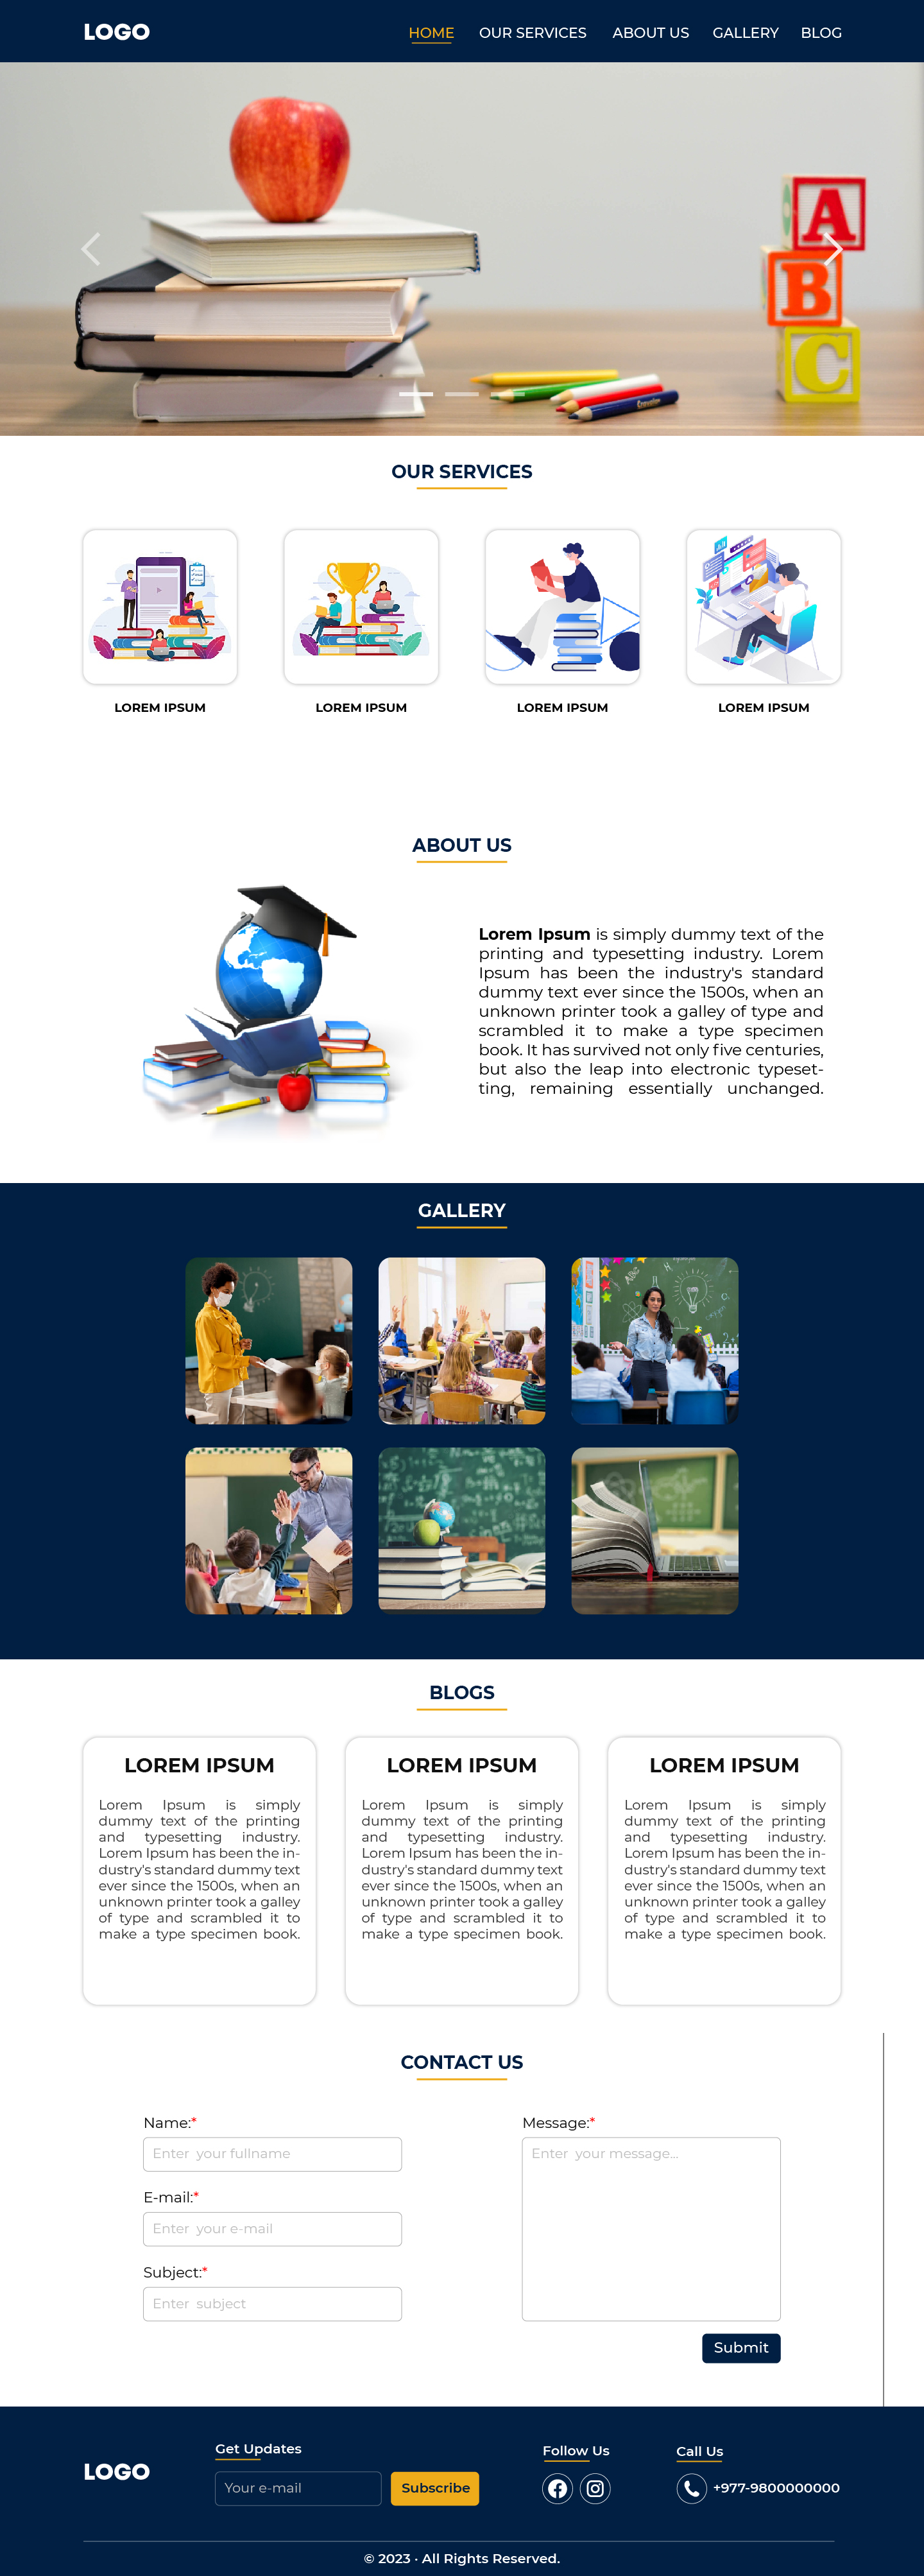 LOGO
HOME
OUR SERVICES
ABOUT US
GALLERY
BLOG
A
B
C
Crayola
OUR SERVICES
LOREM IPSUM
LOREM IPSUM
LOREM IPSUM
LOREM IPSUM
ABOUT US
Lorem Ipsum is simply dummy text of the
printing and typesetting industry. Lorem
Ipsum has been the industry's standard
dummy text ever since the 1500s, when an
unknown printer took a galley of type and
scrambled it to make a type specimen
book. It has survived not only five centuries,
but also the leap into electronic typeset-
ting, remaining essentially unchanged.
GALLERY
BLOGS
LOREM IPSUM
Lorem Ipsum is simply
dummy text of the printing
and typesetting industry.
Lorem Ipsum has been the in-
dustry's standard dummy text
ever since the 1500s, when an
unknown printer took a galley
of type and scrambled it to
make a type specimen book.
LOREM IPSUM
Lorem Ipsum is simply
dummy text of the printing
and typesetting industry.
Lorem Ipsum has been the in-
dustry's standard dummy text
ever since the 1500s, when an
unknown printer took a galley
of type and scrambled it to
make a type specimen book.
LOREM IPSUM
Lorem Ipsum is simply
dummy text of the printing
and typesetting industry.
Lorem Ipsum has been the in-
dustry's standard dummy text
ever since the 1500s, when an
unknown printer took a galley
of type and scrambled it to
make a type specimen book.
CONTACT US
Name:*
Enter  your fullname
E-mail:*
Enter  your e-mail
Subject:*
Enter  subject
Message:*
Enter  your message...
Submit
LOGO
Get Updates
Your e-mail
Subscribe
Follow Us
Call Us
+977-9800000000
© 2023 · All Rights Reserved.